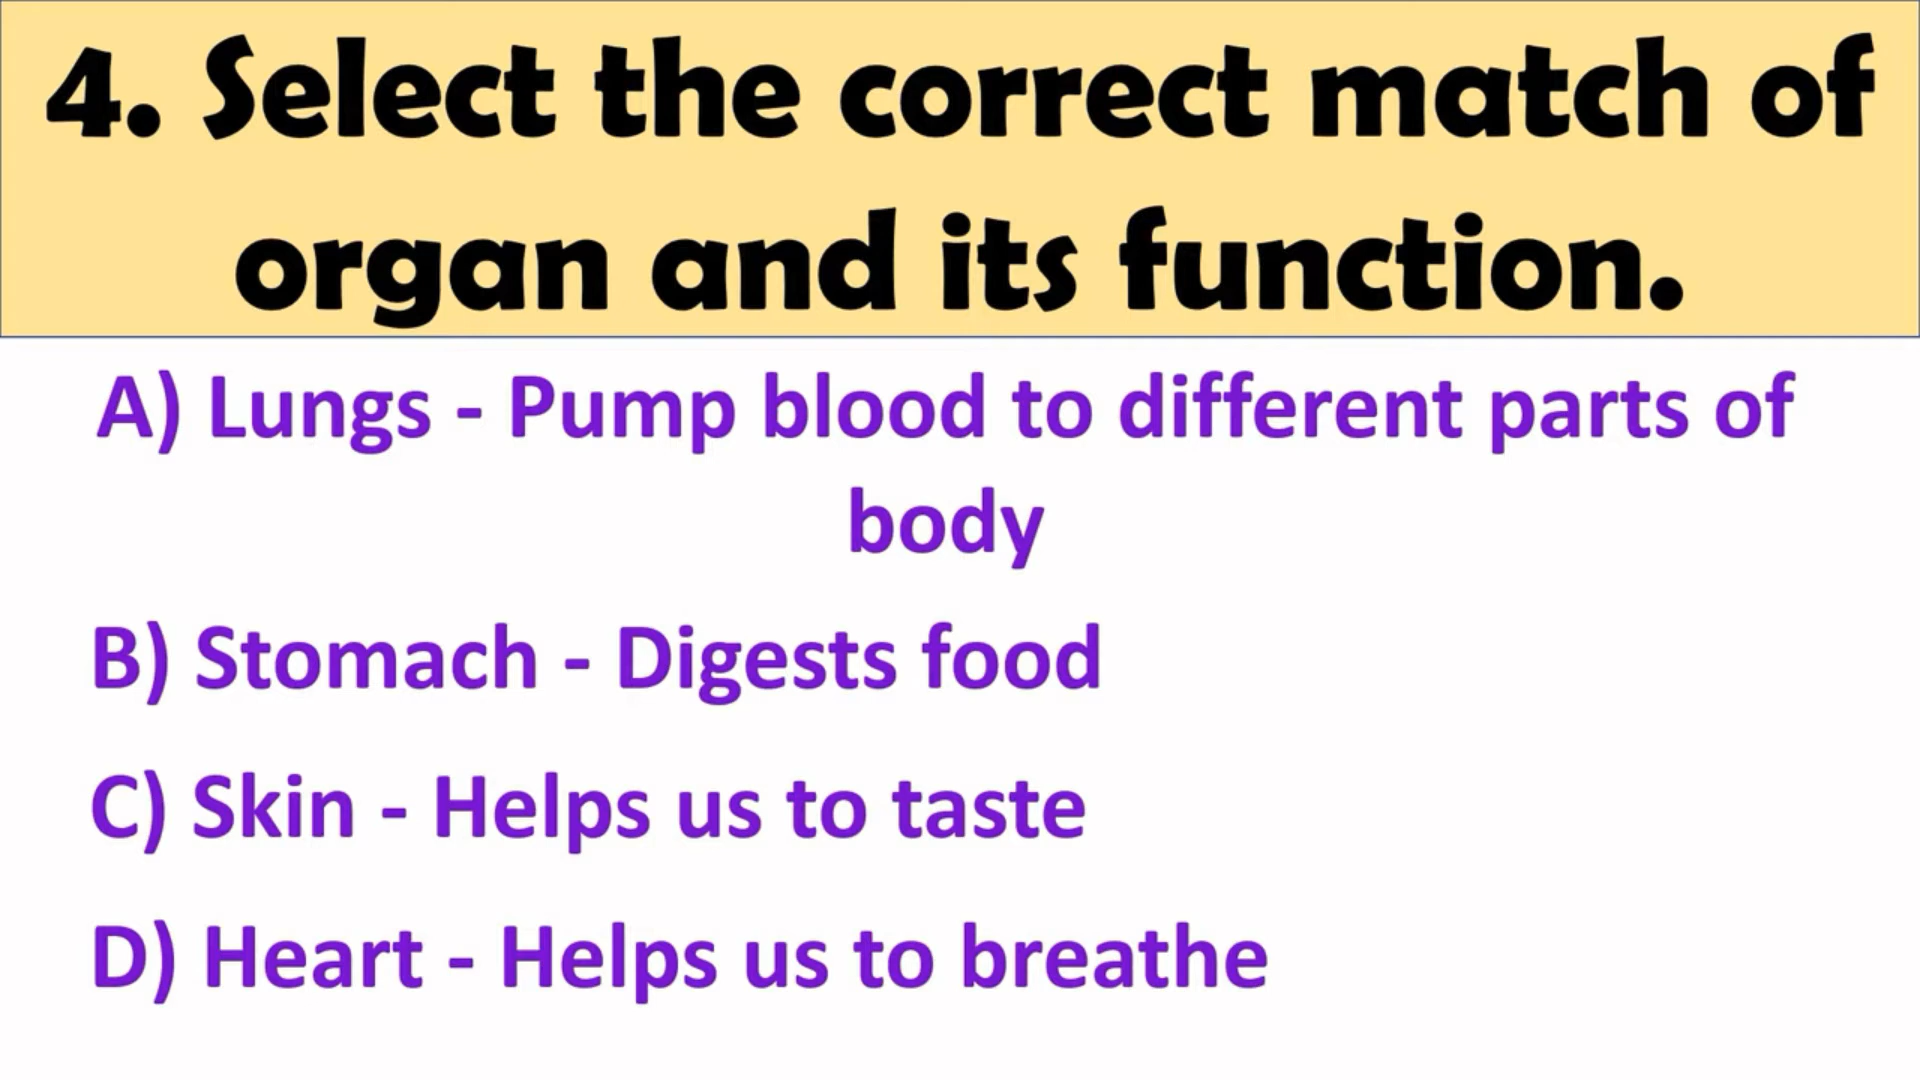 4. Select the correct match of
organ and its function.
A) Lungs - Pump blood to different parts of
body
B) Stomach - Digests food
C) Skin - Helps us to taste
D) Heart - Helps us to breathe